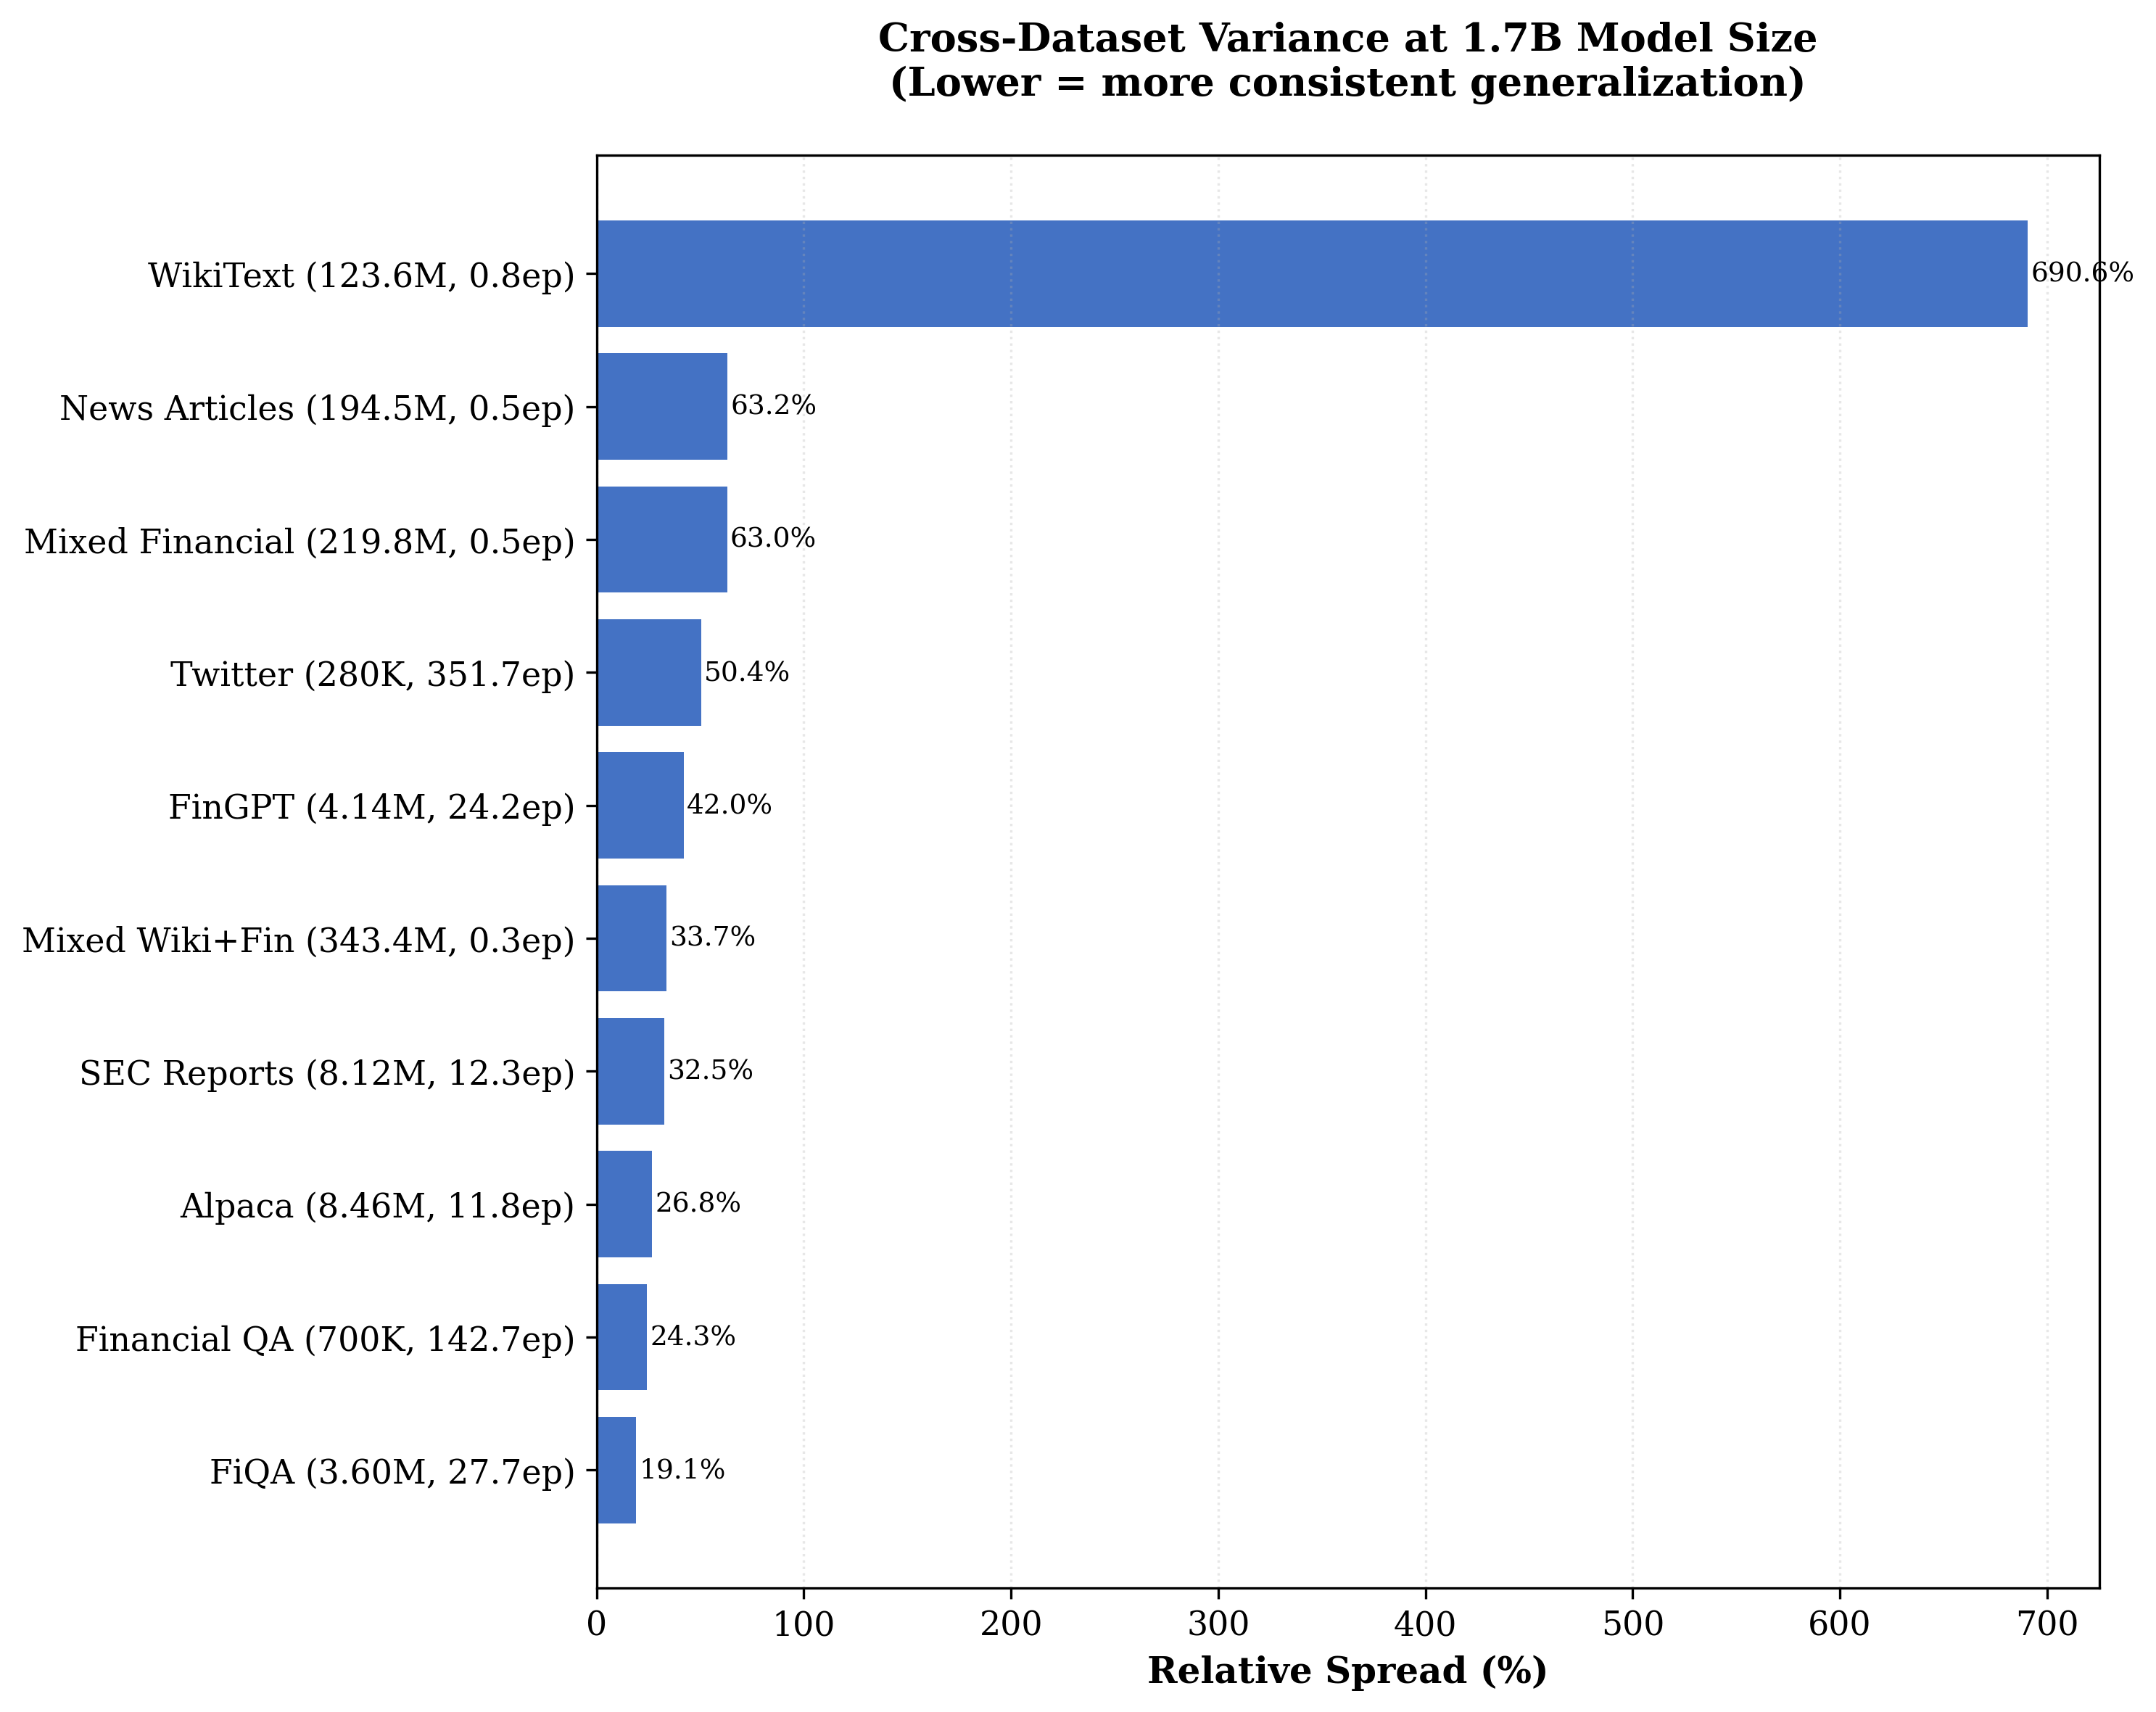 Cross-Dataset Variance at 1.7B Model Size
(Lower = more consistent generalization)
WikiText (123.6M, 0.8ep) 690.6%
News Articles (194.5M, 0.5ep) 63.2%
Mixed Financial (219.8M, 0.5ep) 63.0%
Twitter (280K, 351.7ep) 50.4%
FinGPT (4.14M, 24.2ep) 42.0%
Mixed Wiki+Fin (343.4M, 0.3ep) 33.7%
SEC Reports (8.12M, 12.3ep) 32.5%
Alpaca (8.46M, 11.8ep) 26.8%
Financial QA (700K, 142.7ep) 24.3%
FiQA (3.60M, 27.7ep) 19.1%
0 100 200 300 400 500 600 700
Relative Spread (%)